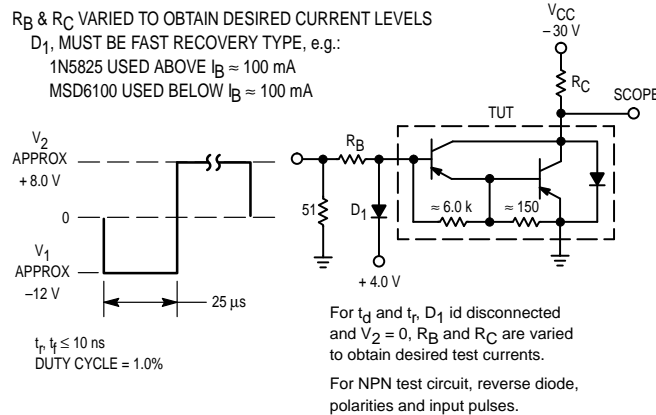 R_B & R_C VARIED TO OBTAIN DESIRED CURRENT LEVELS
D_1, MUST BE FAST RECOVERY TYPE, e.g.:
1N5825 USED ABOVE I_B ≈ 100 mA
MSD6100 USED BELOW I_B ≈ 100 mA
V_CC
– 30 V
R_C
SCOPE
TUT
V_2
APPROX
+ 8.0 V
0
V_1
APPROX
–12 V
25 µs
t_r, t_f ≤ 10 ns
DUTY CYCLE = 1.0%
R_B
51
D_1
+ 4.0 V
≈ 6.0 k
≈ 150
For t_d and t_r, D_1 id disconnected
and V_2 = 0, R_B and R_C are varied
to obtain desired test currents.
For NPN test circuit, reverse diode,
polarities and input pulses.